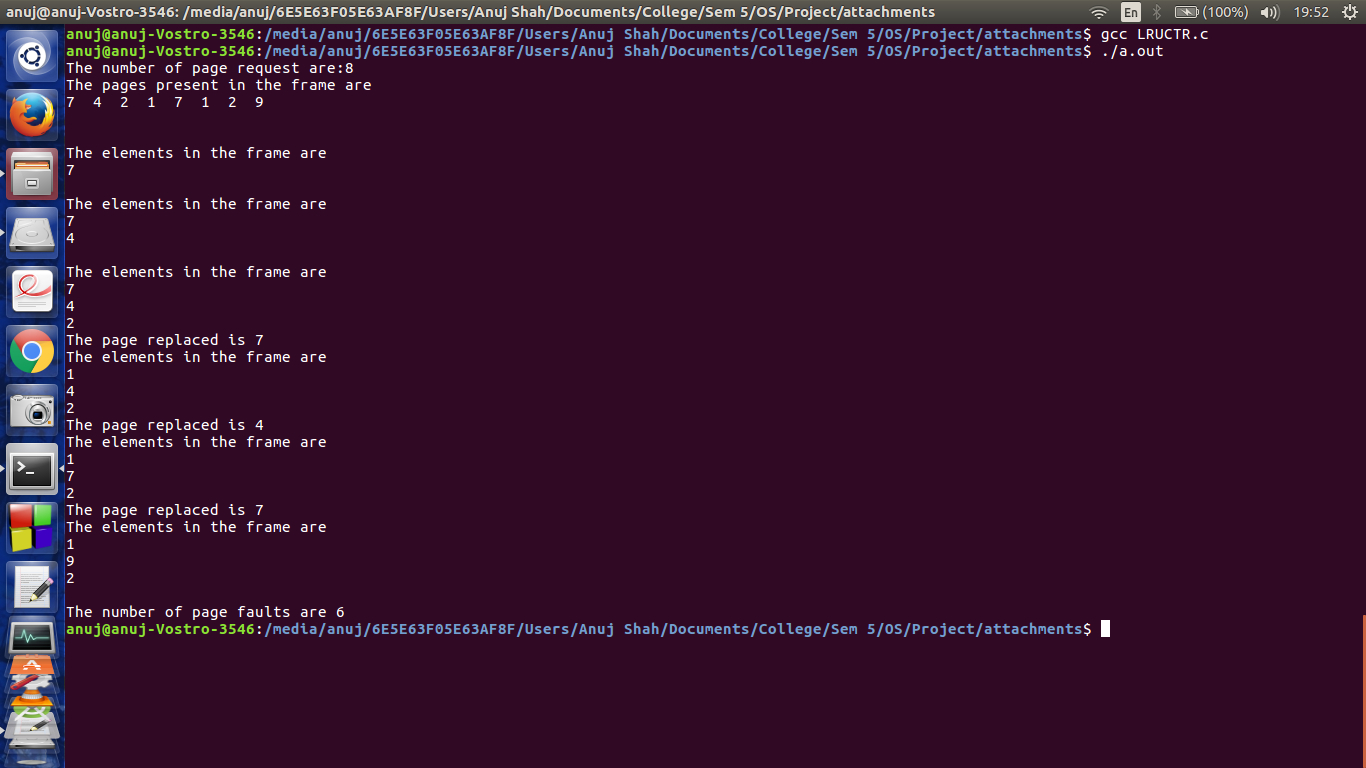 anuj@anuj-Vostro-3546: /media/anuj/6E5E63F05E63AF8F/Users/Anuj Shah/Documents/College/Sem 5/OS/Project/attachments En (100%) 19:52
anuj@anuj-Vostro-3546:/media/anuj/6E5E63F05E63AF8F/Users/Anuj Shah/Documents/College/Sem 5/OS/Project/attachments$ gcc LRUCTR.c
anuj@anuj-Vostro-3546:/media/anuj/6E5E63F05E63AF8F/Users/Anuj Shah/Documents/College/Sem 5/OS/Project/attachments$ ./a.out
The number of page request are:8
The pages present in the frame are
7 4 2 1 7 1 2 9
The elements in the frame are
7
The elements in the frame are
7
4
The elements in the frame are
7
4
2
The page replaced is 7
The elements in the frame are
1
4
2
The page replaced is 4
The elements in the frame are
1
7
2
The page replaced is 7
The elements in the frame are
1
9
2
The number of page faults are 6
anuj@anuj-Vostro-3546:/media/anuj/6E5E63F05E63AF8F/Users/Anuj Shah/Documents/College/Sem 5/OS/Project/attachments$